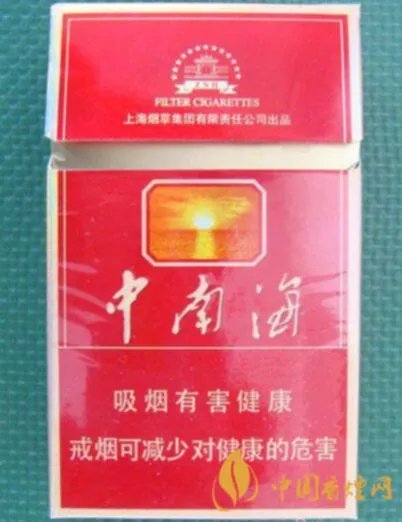 ZNH
FILTER CIGARETTES
上海烟草集团有限责任公司出品
中南海
吸烟有害健康
戒烟可减少对健康的危害
中国香烟网